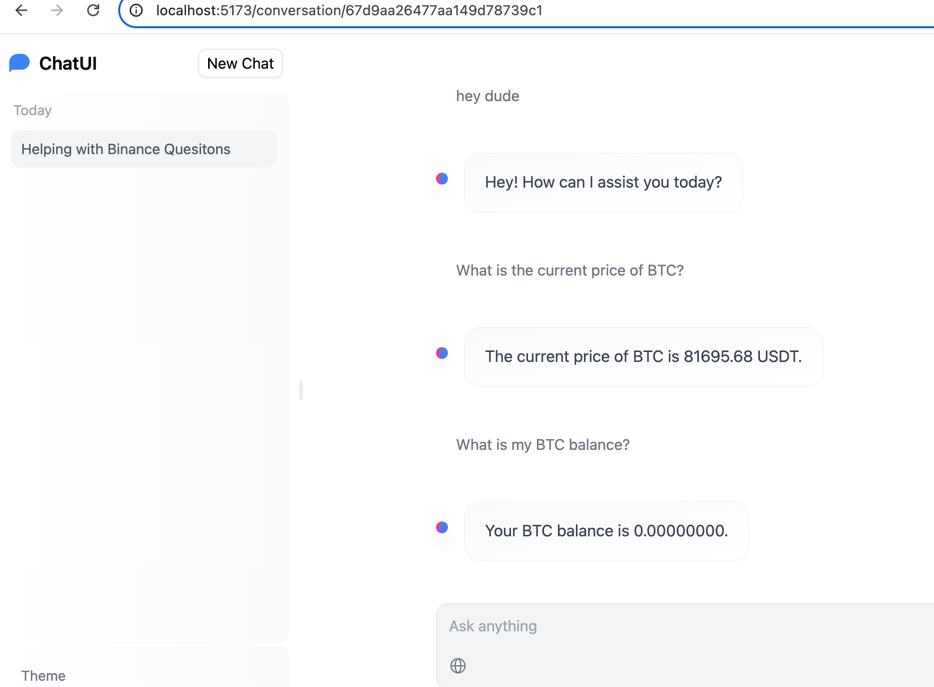 localhost:5173/conversation/67d9aa26477aa149d78739c1
ChatUI
New Chat
Today
Helping with Binance Quesitons
hey dude
Hey! How can I assist you today?
What is the current price of BTC?
The current price of BTC is 81695.68 USDT.
What is my BTC balance?
Your BTC balance is 0.00000000.
Ask anything
Theme